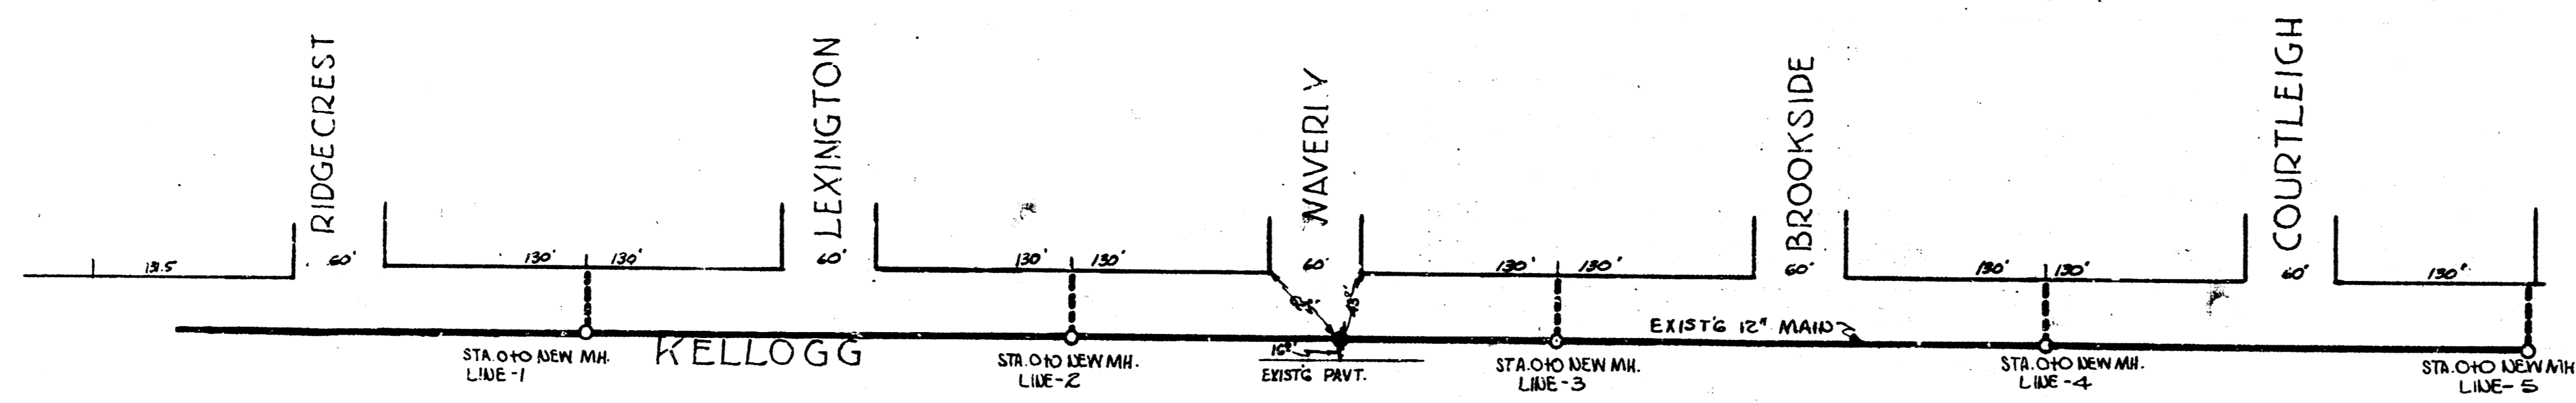 RIDGECREST
LEXINGTON
WAVERLY
BROOKSIDE
COURTLEIGH
131.5
60'
130' 130'
60'
130' 130'
60'
130' 130'
60'
130' 130'
60'
130'
EXIST'G 12" MAIN
KELLOGG
STA. 0+0 NEW MH.
LINE-1
STA. 0+0 NEW MH.
LINE-2
EXIST'G PAVT.
STA. 0+0 NEW MH.
LINE-3
STA. 0+0 NEW MH.
LINE-4
STA. 0+0 NEW MH
LINE-5